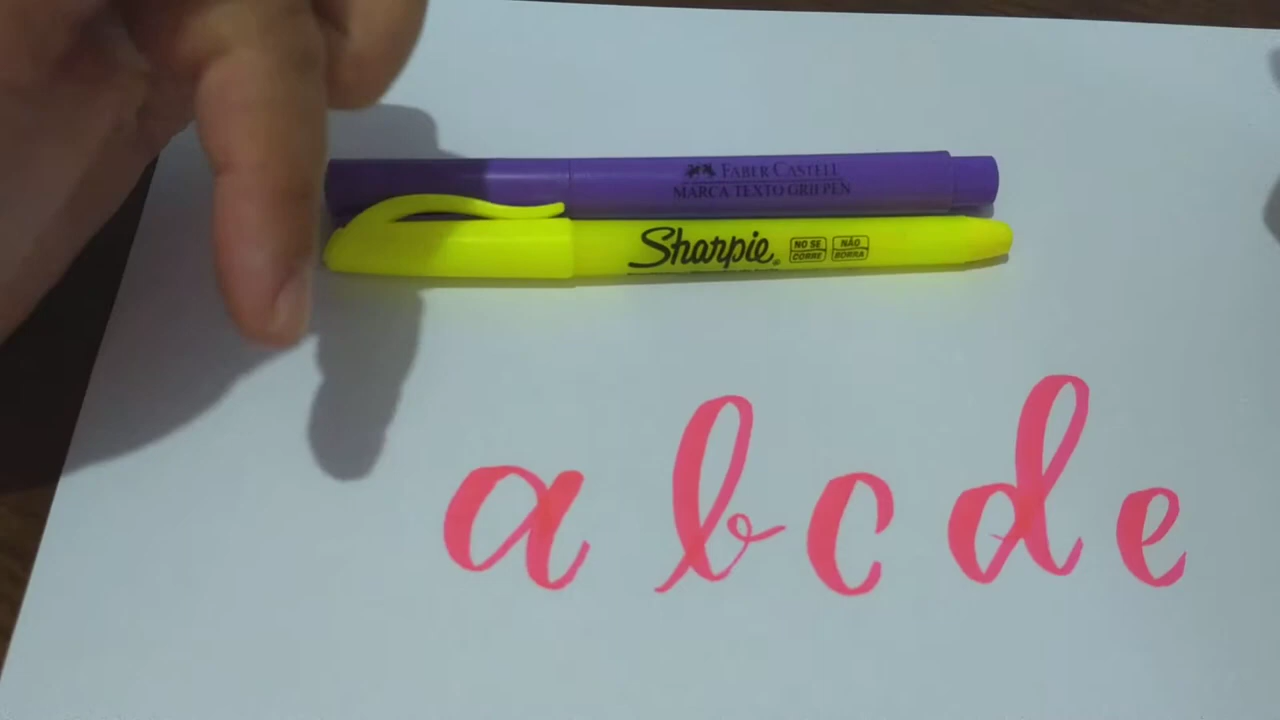 FABER CASTELL
MARCA TEXTO GRIFPEN
Sharpie
NO SE CORRE
NÃO BORRA
a b c d e